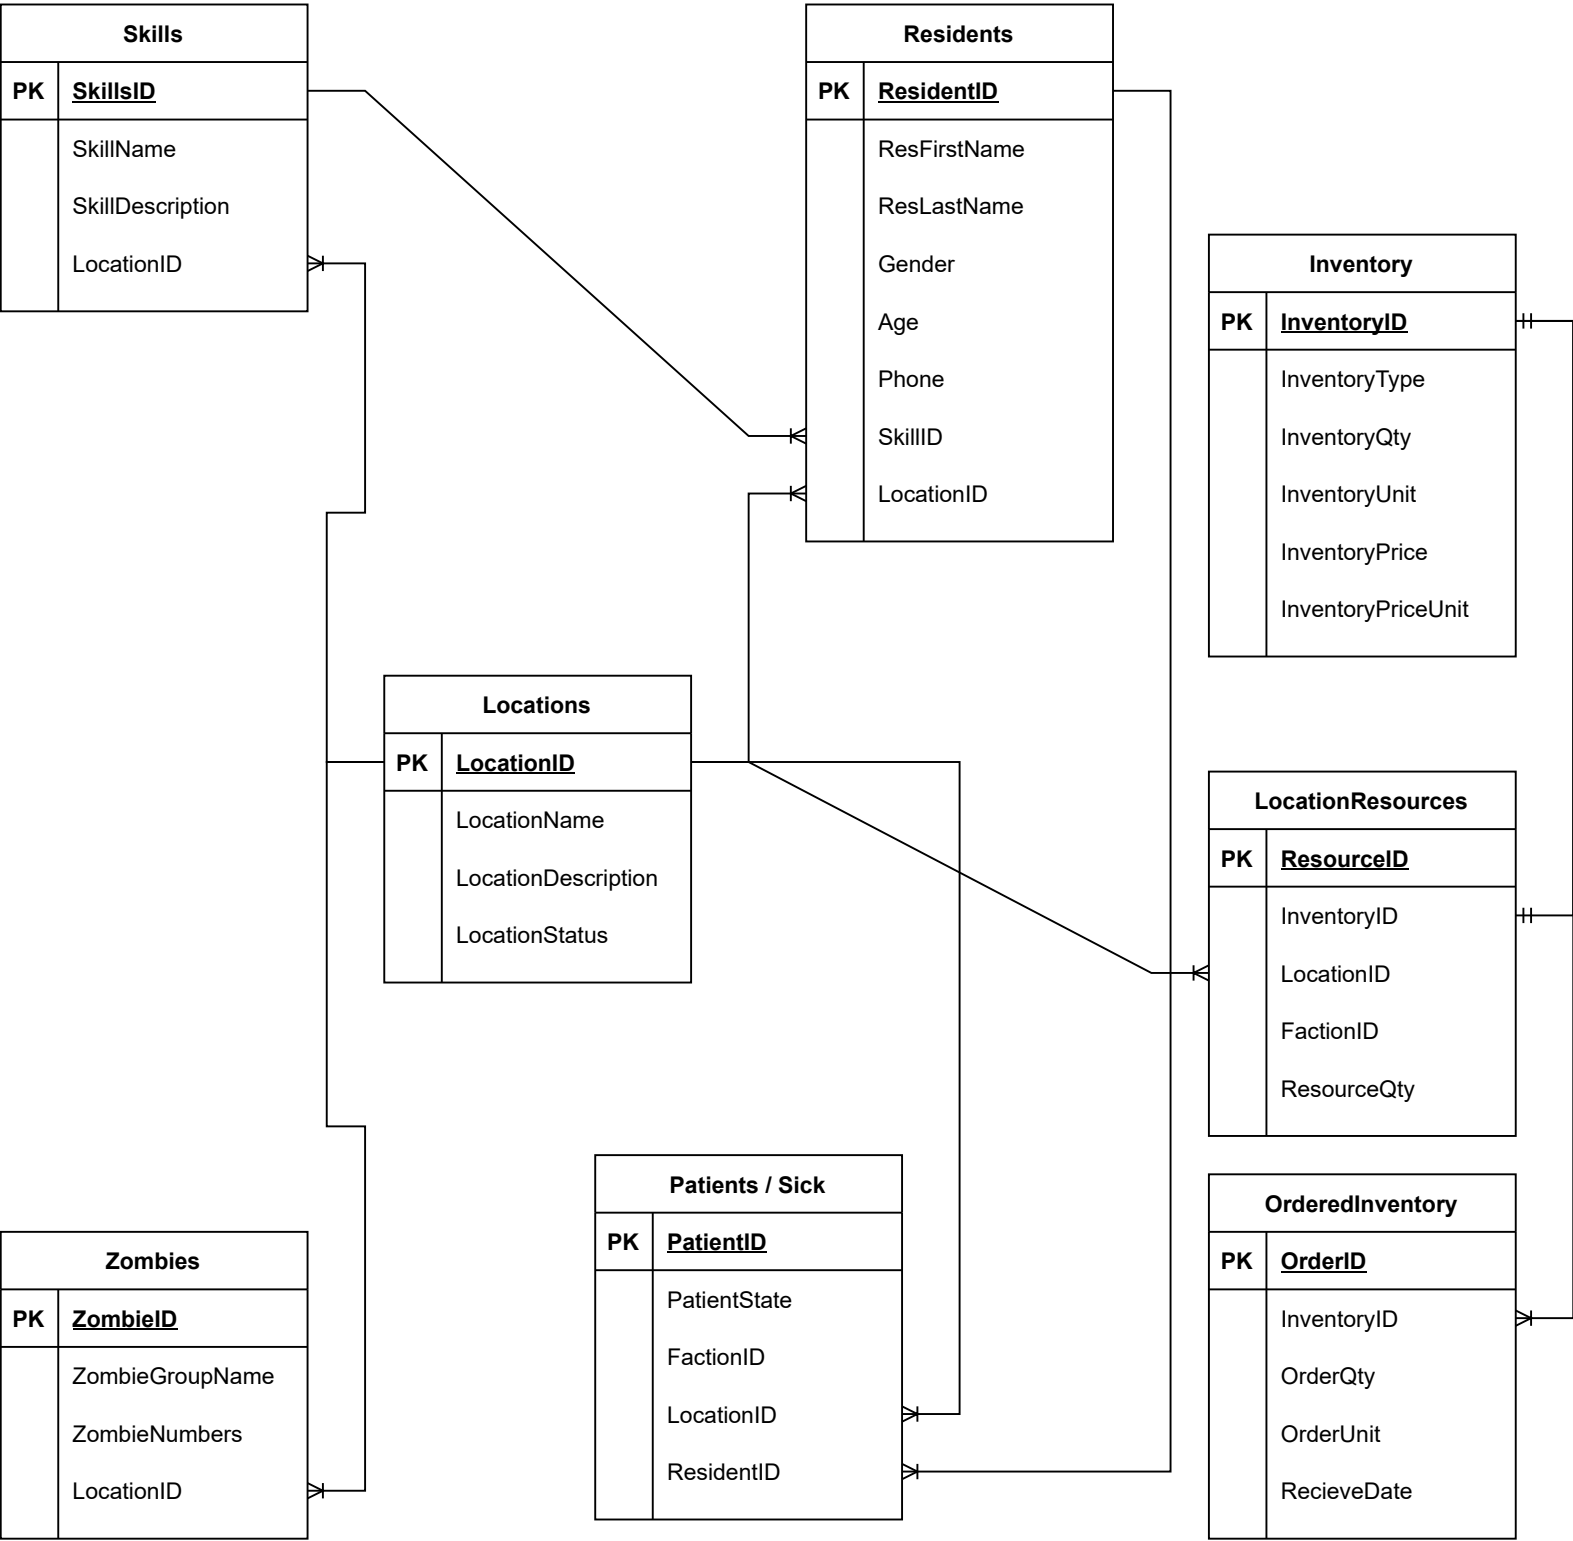 Skills
PK SkillsID
SkillName
SkillDescription
LocationID
Residents
PK ResidentID
ResFirstName
ResLastName
Gender
Age
Phone
SkillID
LocationID
Inventory
PK InventoryID
InventoryType
InventoryQty
InventoryUnit
InventoryPrice
InventoryPriceUnit
Locations
PK LocationID
LocationName
LocationDescription
LocationStatus
LocationResources
PK ResourceID
InventoryID
LocationID
FactionID
ResourceQty
Zombies
PK ZombieID
ZombieGroupName
ZombieNumbers
LocationID
Patients / Sick
PK PatientID
PatientState
FactionID
LocationID
ResidentID
OrderedInventory
PK OrderID
InventoryID
OrderQty
OrderUnit
RecieveDate